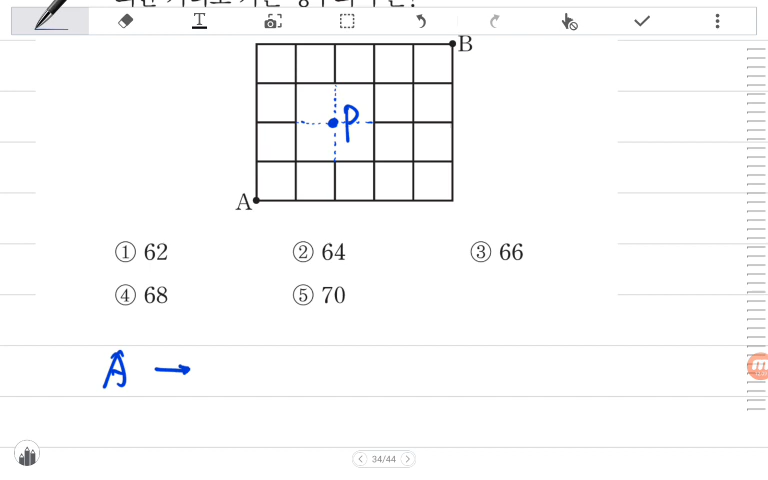 T
B
P
A
① 62 ② 64 ③ 66
④ 68 ⑤ 70
A →
34/44